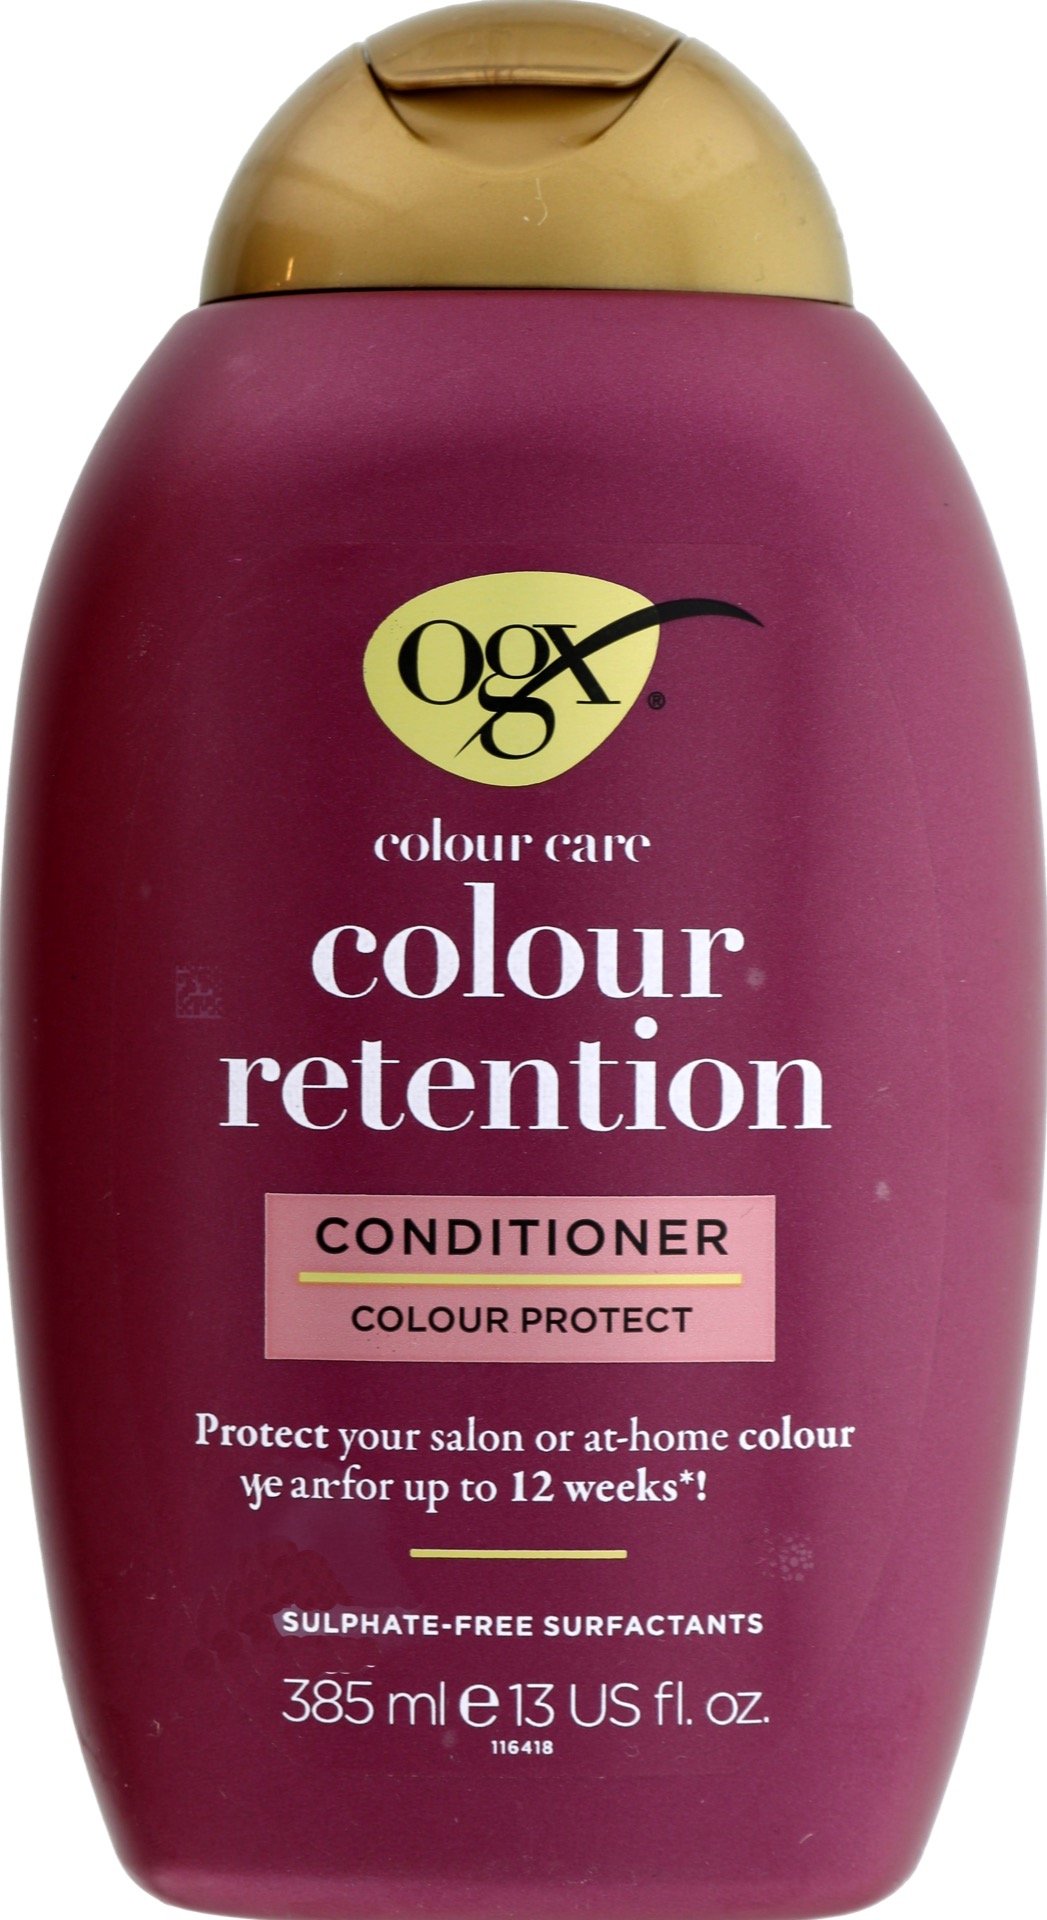 ogx®
colour care
colour
retention
CONDITIONER
COLOUR PROTECT
Protect your salon or at-home colour
for up to 12 weeks*!
SULPHATE-FREE SURFACTANTS
385 ml e 13 US fl. oz.
116418